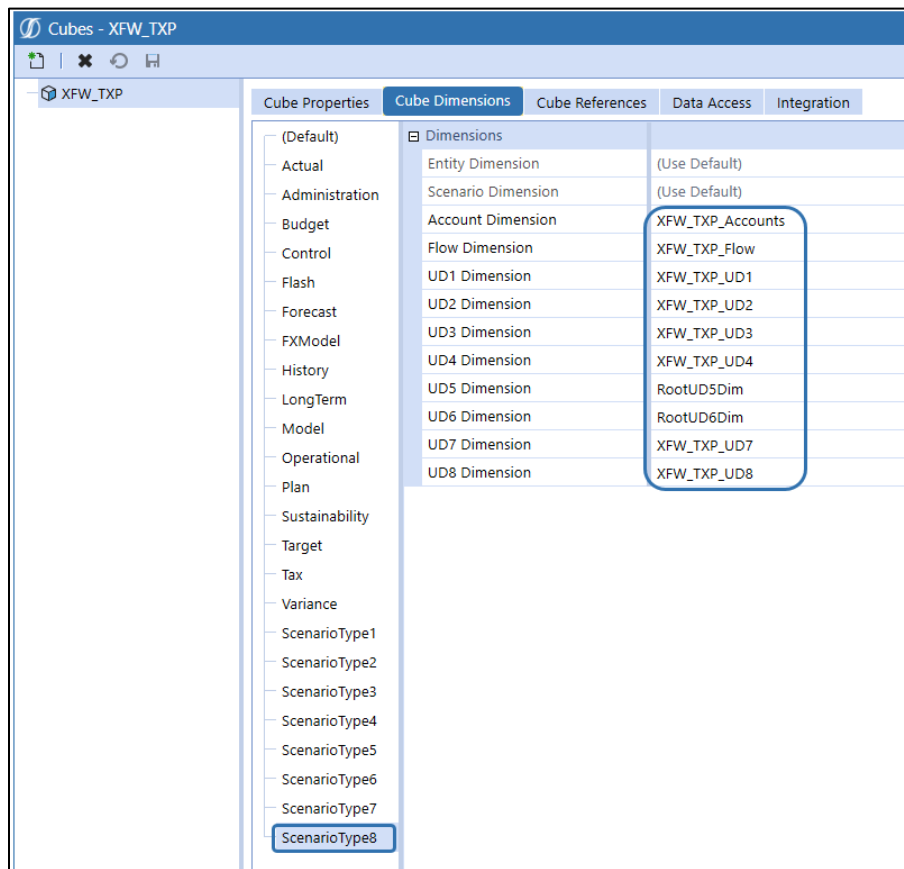 Cubes - XFW_TXP
XFW_TXP
Cube Properties Cube Dimensions Cube References Data Access Integration
(Default)
Actual
Administration
Budget
Control
Flash
Forecast
FXModel
History
LongTerm
Model
Operational
Plan
Sustainability
Target
Tax
Variance
ScenarioType1
ScenarioType2
ScenarioType3
ScenarioType4
ScenarioType5
ScenarioType6
ScenarioType7
ScenarioType8
Dimensions
Entity Dimension (Use Default)
Scenario Dimension (Use Default)
Account Dimension XFW_TXP_Accounts
Flow Dimension XFW_TXP_Flow
UD1 Dimension XFW_TXP_UD1
UD2 Dimension XFW_TXP_UD2
UD3 Dimension XFW_TXP_UD3
UD4 Dimension XFW_TXP_UD4
UD5 Dimension RootUD5Dim
UD6 Dimension RootUD6Dim
UD7 Dimension XFW_TXP_UD7
UD8 Dimension XFW_TXP_UD8